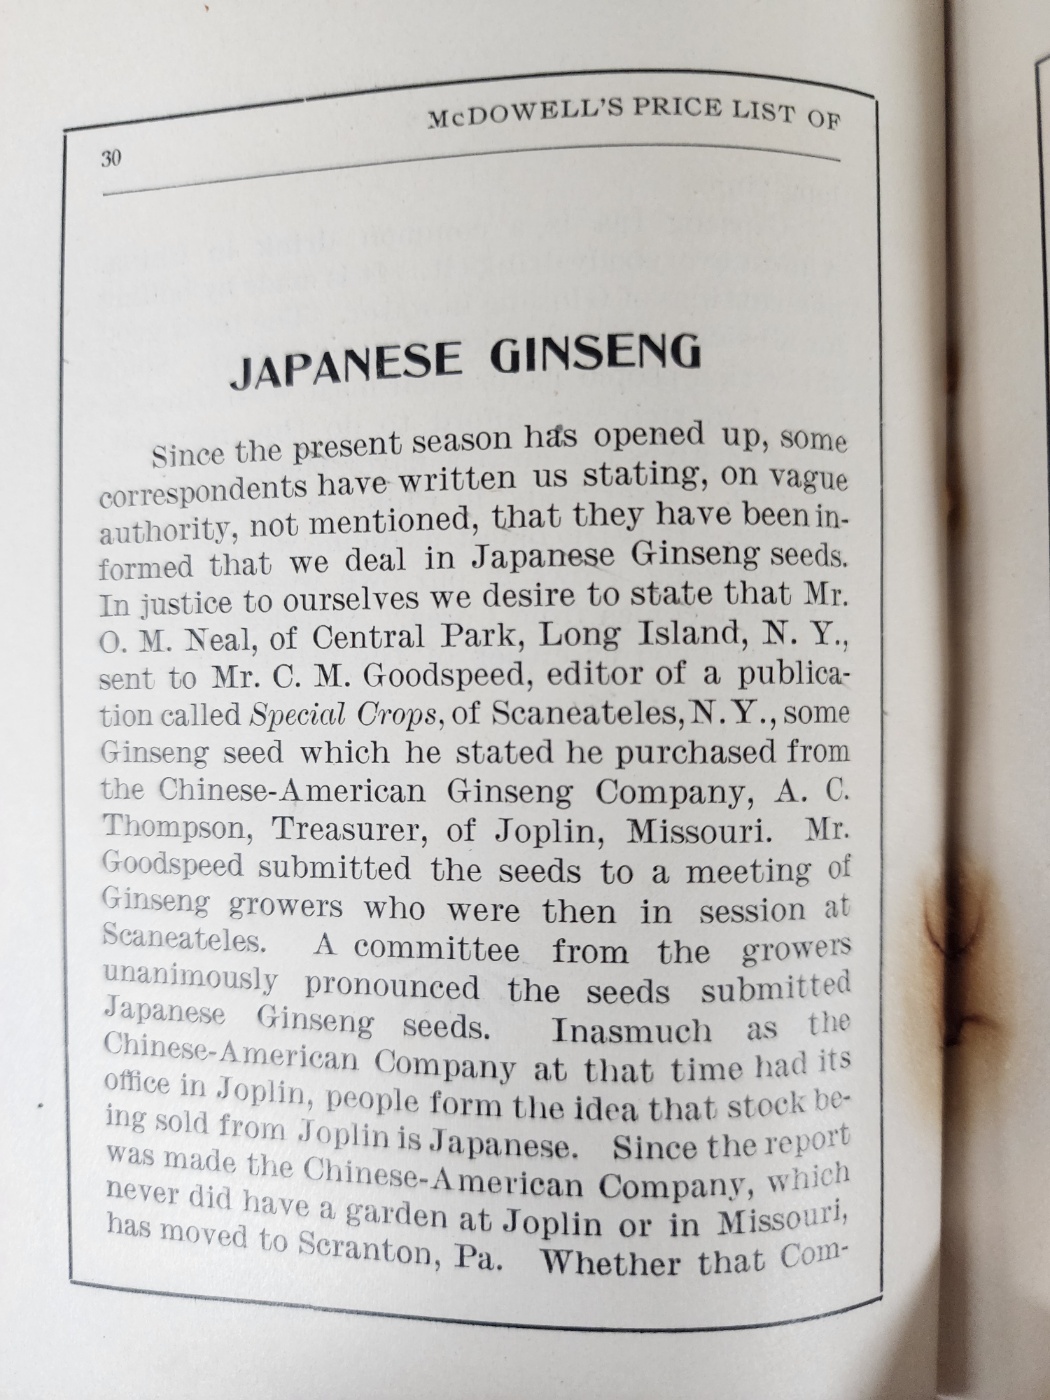 McDOWELL'S PRICE LIST OF
30
JAPANESE GINSENG
Since the present season has opened up, some
correspondents have written us stating, on vague
authority, not mentioned, that they have been in-
formed that we deal in Japanese Ginseng seeds.
In justice to ourselves we desire to state that Mr.
O. M. Neal, of Central Park, Long Island, N. Y.,
sent to Mr. C. M. Goodspeed, editor of a publica-
tion called Special Crops, of Scaneateles, N. Y., some
Ginseng seed which he stated he purchased from
the Chinese-American Ginseng Company, A. C.
Thompson, Treasurer, of Joplin, Missouri. Mr.
Goodspeed submitted the seeds to a meeting of
Ginseng growers who were then in session at
Scaneateles. A committee from the growers
unanimously pronounced the seeds submitted
Japanese Ginseng seeds. Inasmuch as the
Chinese-American Company at that time had its
office in Joplin, people form the idea that stock be-
ing sold from Joplin is Japanese. Since the report
was made the Chinese-American Company, which
never did have a garden at Joplin or in Missouri,
has moved to Scranton, Pa. Whether that Com-